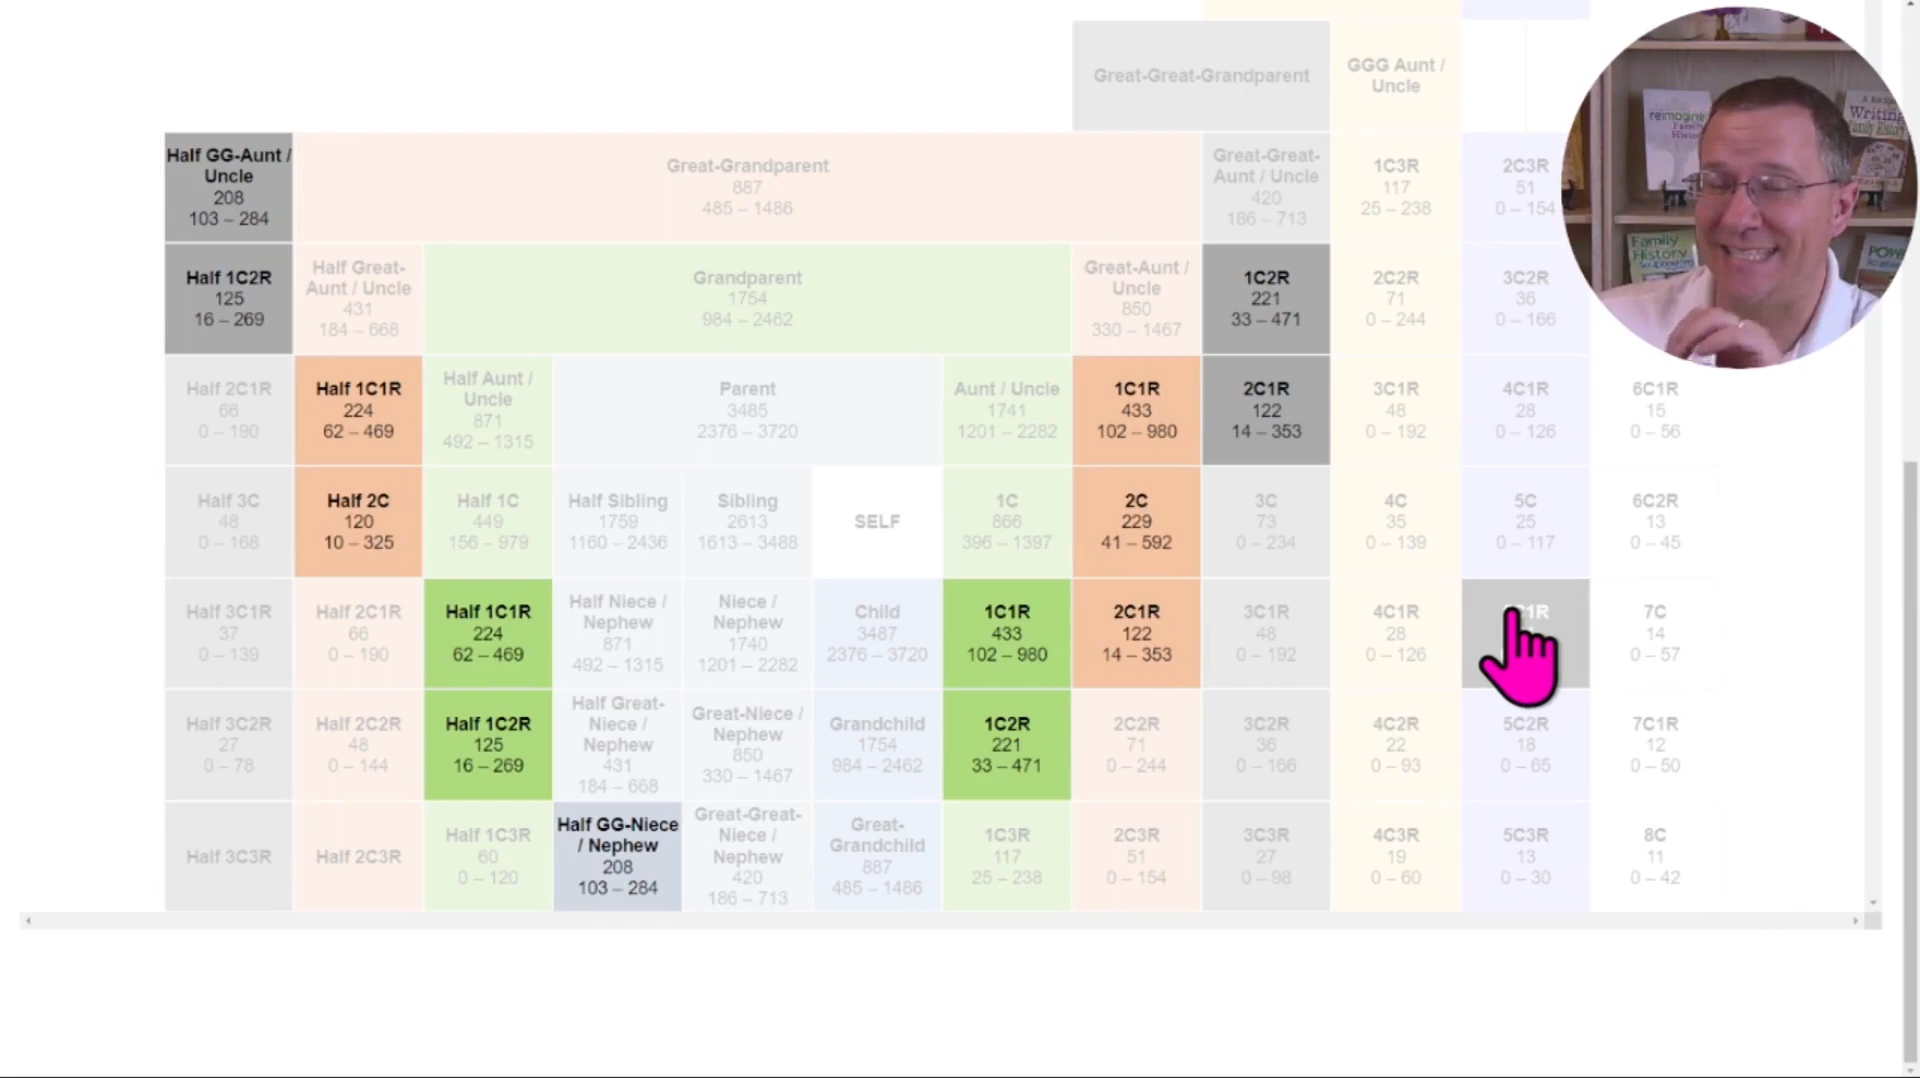 Great-Great-Grandparent
GGG Aunt /
Uncle
Half GG-Aunt /
Uncle
208
103 – 284
Great-Grandparent
887
485 – 1486
Great-Great-
Aunt / Uncle
420
186 – 713
1C3R
117
25 – 238
2C3R
51
0 – 154
Half 1C2R
125
16 – 269
Half Great-
Aunt / Uncle
431
184 – 668
Grandparent
1754
984 – 2462
Great-Aunt /
Uncle
850
330 – 1467
1C2R
221
33 – 471
2C2R
71
0 – 244
3C2R
36
0 – 166
Half 2C1R
66
0 – 190
Half 1C1R
224
62 – 469
Half Aunt /
Uncle
871
492 – 1315
Parent
3485
2376 – 3720
Aunt / Uncle
1741
1201 – 2282
1C1R
433
102 – 980
2C1R
122
14 – 353
3C1R
48
0 – 192
4C1R
28
0 – 126
6C1R
15
0 – 56
Half 3C
48
0 – 168
Half 2C
120
10 – 325
Half 1C
449
156 – 979
Half Sibling
1759
1160 – 2436
Sibling
2613
1613 – 3488
SELF
1C
866
396 – 1397
2C
229
41 – 592
3C
73
0 – 234
4C
35
0 – 139
5C
25
0 – 117
6C2R
13
0 – 45
Half 3C1R
37
0 – 139
Half 2C1R
66
0 – 190
Half 1C1R
224
62 – 469
Half Niece /
Nephew
871
492 – 1315
Niece /
Nephew
1740
1201 – 2282
Child
3487
2376 – 3720
1C1R
433
102 – 980
2C1R
122
14 – 353
3C1R
48
0 – 192
4C1R
28
0 – 126
7C
14
0 – 57
Half 3C2R
27
0 – 78
Half 2C2R
48
0 – 144
Half 1C2R
125
16 – 269
Half Great-
Niece /
Nephew
431
184 – 668
Great-Niece /
Nephew
850
330 – 1467
Grandchild
1754
984 – 2462
1C2R
221
33 – 471
2C2R
71
0 – 244
3C2R
36
0 – 166
4C2R
22
0 – 93
5C2R
18
0 – 65
7C1R
12
0 – 50
Half 3C3R
Half 2C3R
Half 1C3R
60
0 – 120
Half GG-Niece
/ Nephew
208
103 – 284
Great-Great-
Niece /
Nephew
420
186 – 713
Great-
Grandchild
887
485 – 1486
1C3R
117
25 – 238
2C3R
51
0 – 154
3C3R
27
0 – 98
4C3R
19
0 – 60
5C3R
13
0 – 30
8C
11
0 – 42
reimagine
Family
Writing
Family History
Family
History